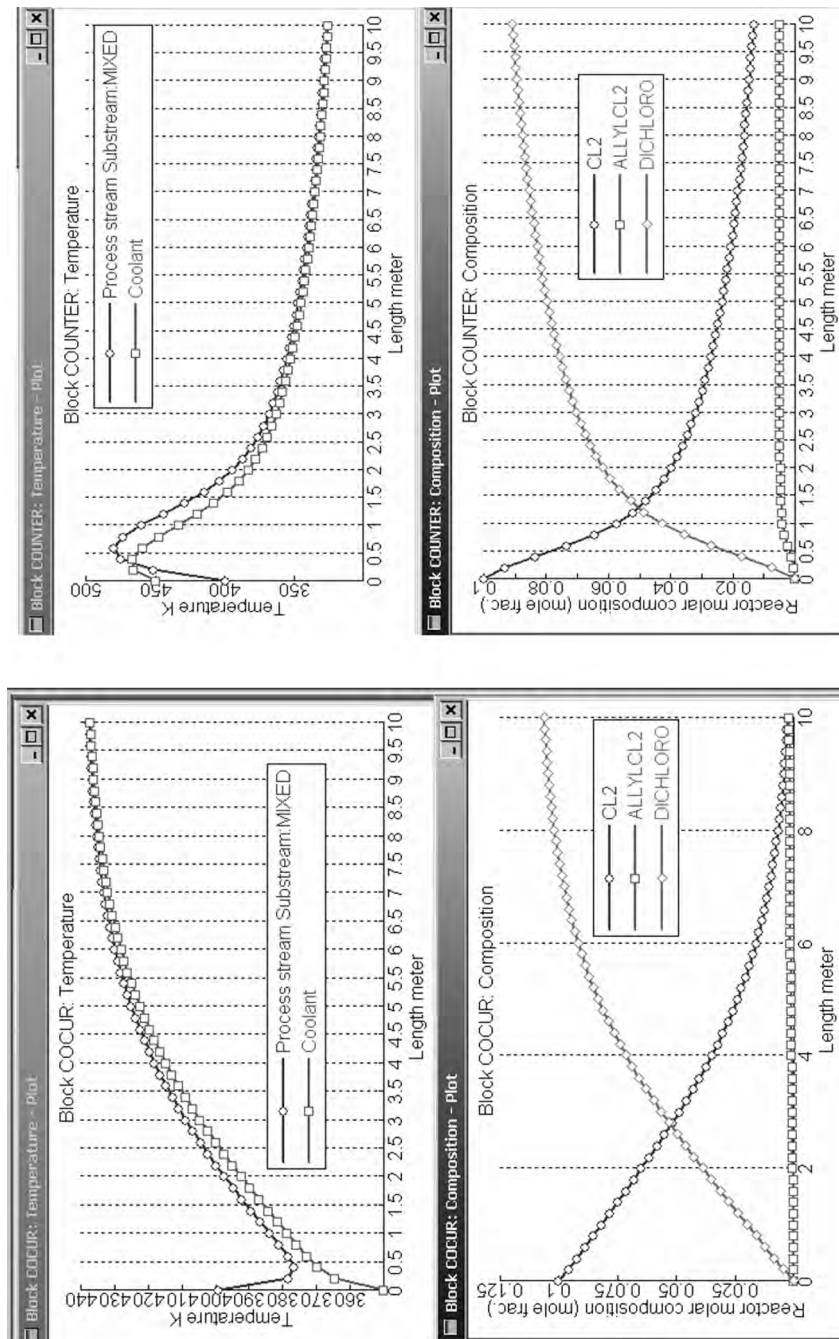 Block COUNTER: Temperature - Plot
Block COUNTER: Temperature
Process stream Substream:MIXED
Coolant
Temperature K
500 450 400 350
0 0.5 1 1.5 2 2.5 3 3.5 4 4.5 5 5.5 6 6.5 7 7.5 8 8.5 9 9.5 10
Length meter
Block COUNTER: Composition - Plot
Block COUNTER: Composition
CL2
ALLYLCL2
DICHLORO
Reactor molar composition (mole frac.)
0.1 0.08 0.06 0.04 0.02
0 0.5 1 1.5 2 2.5 3 3.5 4 4.5 5 5.5 6 6.5 7 7.5 8 8.5 9 9.5 10
Length meter
Block COCUR: Temperature - Plot
Block COCUR: Temperature
Process stream Substream:MIXED
Coolant
Temperature K
440 430 420 410 400 390 380 370 360
0 0.5 1 1.5 2 2.5 3 3.5 4 4.5 5 5.5 6 6.5 7 7.5 8 8.5 9 9.5 10
Length meter
Block COCUR: Composition - Plot
Block COCUR: Composition
CL2
ALLYLCL2
DICHLORO
Reactor molar composition (mole frac.)
0.125 0.1 0.075 0.05 0.025
0 2 4 6 8 10
Length meter